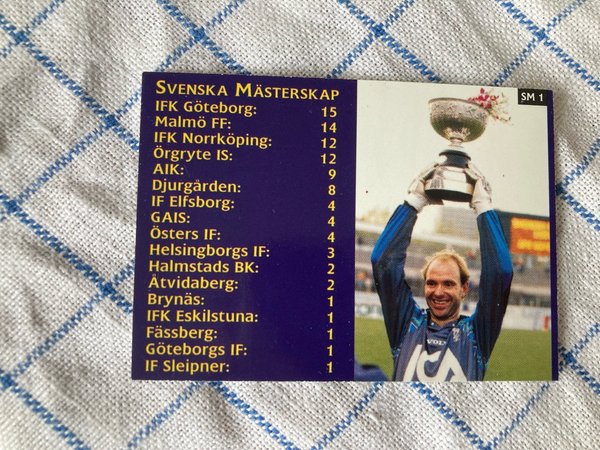 SVENSKA MÄSTERSKAP
IFK Göteborg: 15
Malmö FF: 14
IFK Norrköping: 12
Örgryte IS: 12
AIK: 9
Djurgården: 8
IF Elfsborg: 4
GAIS: 4
Östers IF: 4
Helsingborgs IF: 3
Halmstads BK: 2
Åtvidaberg: 2
Brynäs: 1
IFK Eskilstuna: 1
Fässberg: 1
Göteborgs IF: 1
IF Sleipner: 1
SM 1
VOLVO
ICA